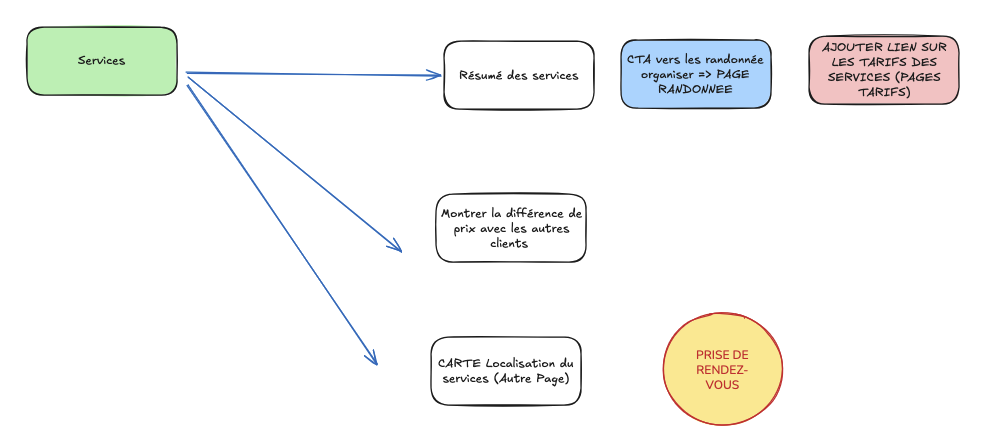 Services
Résumé des services
CTA vers les randonnée
organiser => PAGE
RANDONNEE
AJOUTER LIEN SUR
LES TARIFS DES
SERVICES (PAGES
TARIFS)
Montrer la différence de
prix avec les autres
clients
CARTE Localisation du
services (Autre Page)
PRISE DE
RENDEZ-
VOUS